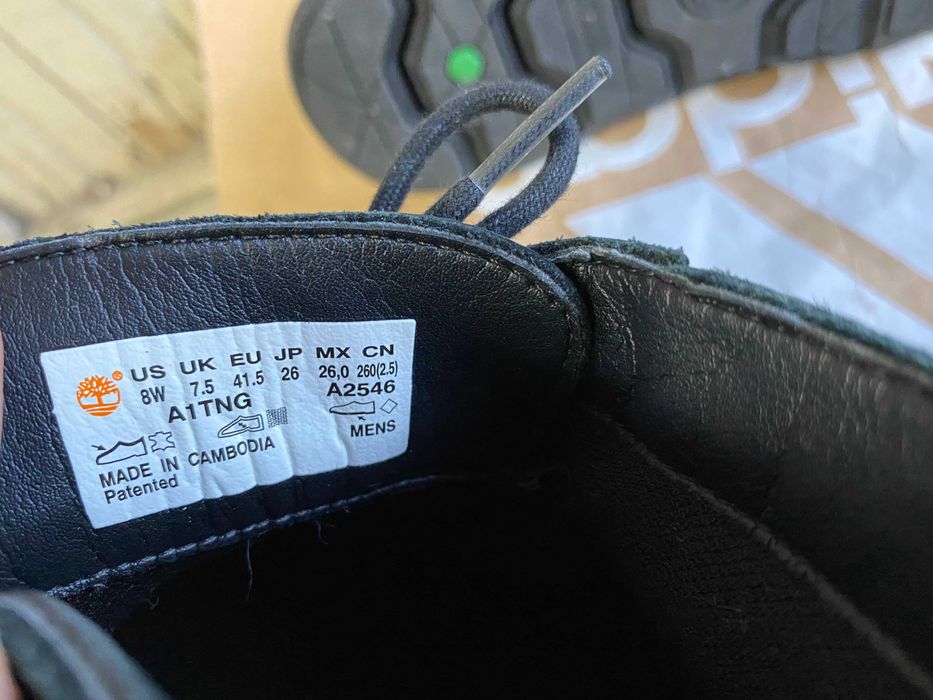 US UK EU JP MX CN
8W 7.5 41.5 26 26,0 260(2.5)
A1TNG A2546
MENS
MADE IN CAMBODIA
Patented